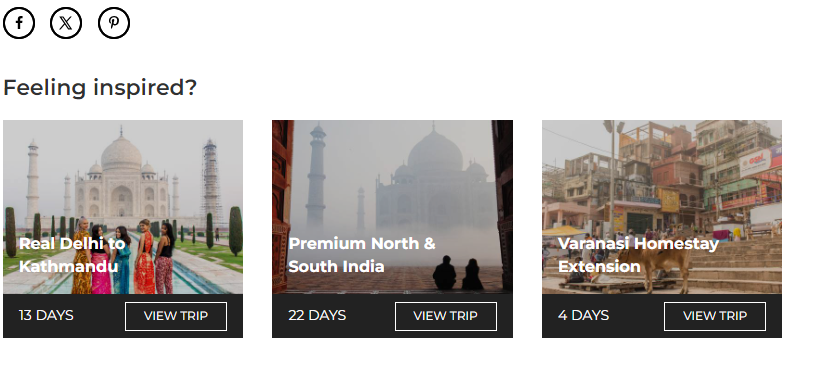 Feeling inspired?
Real Delhi to
Kathmandu
13 DAYS
VIEW TRIP
Premium North &
South India
22 DAYS
VIEW TRIP
Varanasi Homestay
Extension
4 DAYS
VIEW TRIP